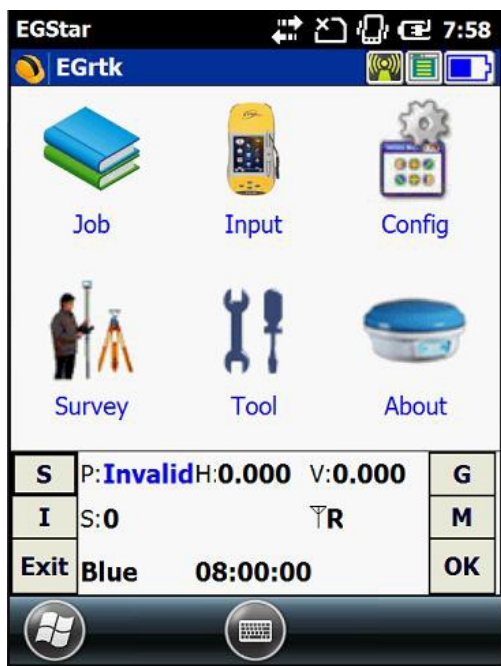 EGStar 7:58
EGrtk
Job Input Config
Survey Tool About
S P:Invalid H:0.000 V:0.000 G
I S:0 R M
Exit Blue 08:00:00 OK